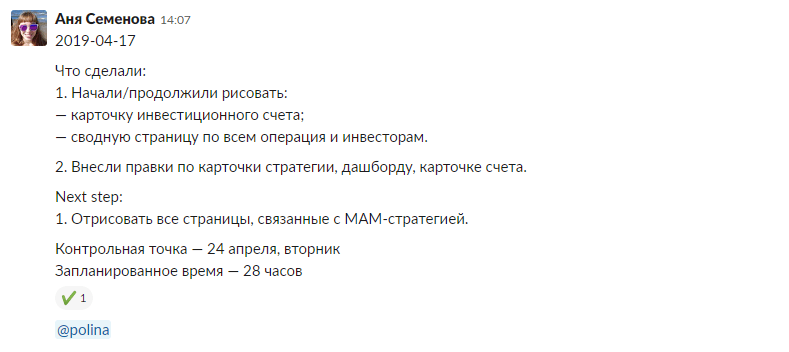 Аня Семенова 14:07
2019-04-17
Что сделали:
1. Начали/продолжили рисовать:
— карточку инвестиционного счета;
— сводную страницу по всем операция и инвесторам.
2. Внесли правки по карточки стратегии, дашборду, карточке счета.
Next step:
1. Отрисовать все страницы, связанные с МАМ-стратегией.
Контрольная точка — 24 апреля, вторник
Запланированное время — 28 часов
1
@polina